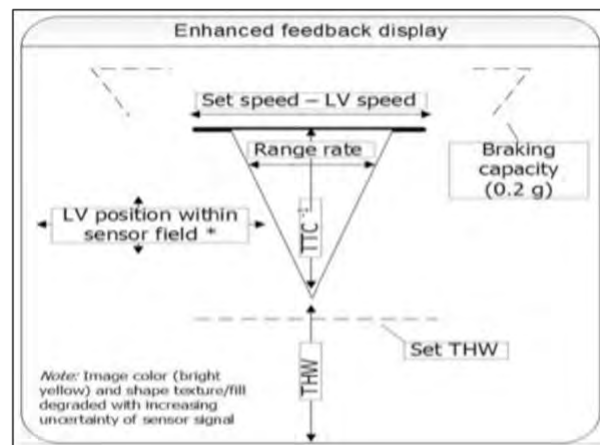 Enhanced feedback display
Set speed – LV speed
Range rate
Braking
capacity
(0.2 g)
LV position within
sensor field *
TTC⁻¹
Set THW
THW
Note: Image color (bright
yellow) and shape texture/fill
degraded with increasing
uncertainty of sensor signal